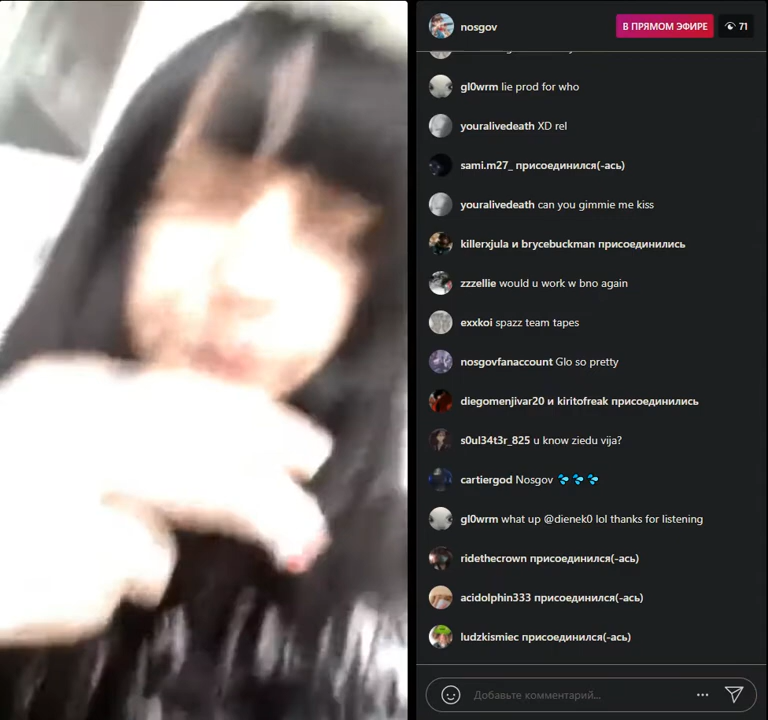 nosgov
В ПРЯМОМ ЭФИРЕ
71
gl0wrm lie prod for who
youralivedeath XD rel
sami.m27_ присоединился(-ась)
youralivedeath can you gimmie me kiss
killerxjula и brycebuckman присоединились
zzzellie would u work w bno again
exxkoi spazz team tapes
nosgovfanaccount Glo so pretty
diegomenjivar20 и kiritofreak присоединились
s0ul34t3r_825 u know ziedu vija?
cartiergod Nosgov 💦💦💦
gl0wrm what up @dienek0 lol thanks for listening
ridethecrown присоединился(-ась)
acidolphin333 присоединился(-ась)
ludzkismiec присоединился(-ась)
Добавьте комментарий...